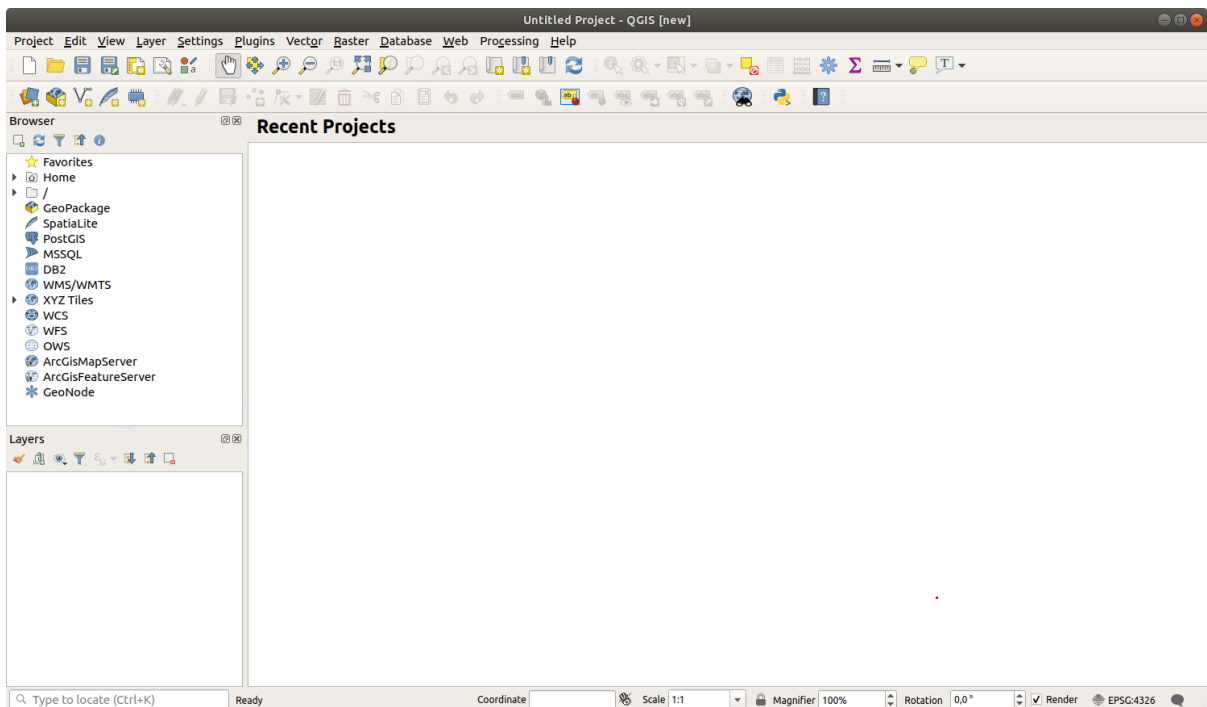 Untitled Project - QGIS [new]
Project Edit View Layer Settings Plugins Vector Raster Database Web Processing Help
Browser
Recent Projects
Favorites
Home
/
GeoPackage
SpatiaLite
PostGIS
MSSQL
DB2
WMS/WMTS
XYZ Tiles
WCS
WFS
OWS
ArcGisMapServer
ArcGisFeatureServer
GeoNode
Layers
Type to locate (Ctrl+K) Ready Coordinate Scale 1:1 Magnifier 100% Rotation 0,0 ° Render EPSG:4326